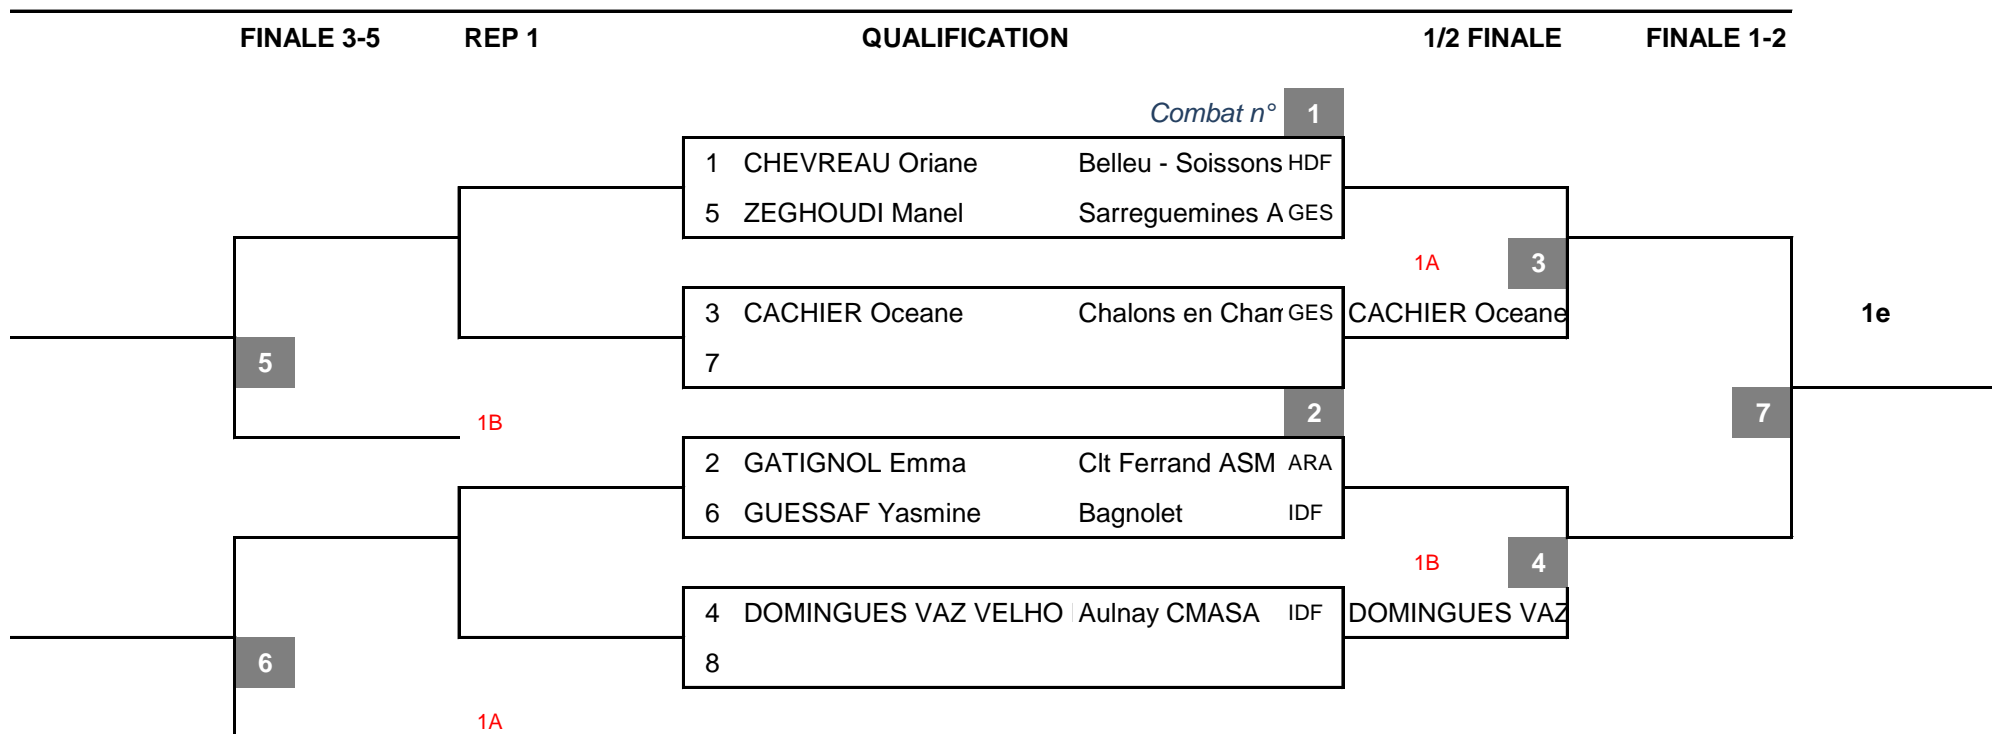 FINALE 3-5 REP 1 QUALIFICATION 1/2 FINALE FINALE 1-2
Combat n° 1
1 CHEVREAU Oriane Belleu - Soissons HDF
5 ZEGHOUDI Manel Sarreguemines A GES
1A 3
3 CACHIER Oceane Chalons en Cham GES CACHIER Oceane 1e
5 7
2 7
1B
2 GATIGNOL Emma Clt Ferrand ASM ARA
6 GUESSAF Yasmine Bagnolet IDF
1B 4
4 DOMINGUES VAZ VELHO Aulnay CMASA IDF DOMINGUES VAZ
6 8
1A